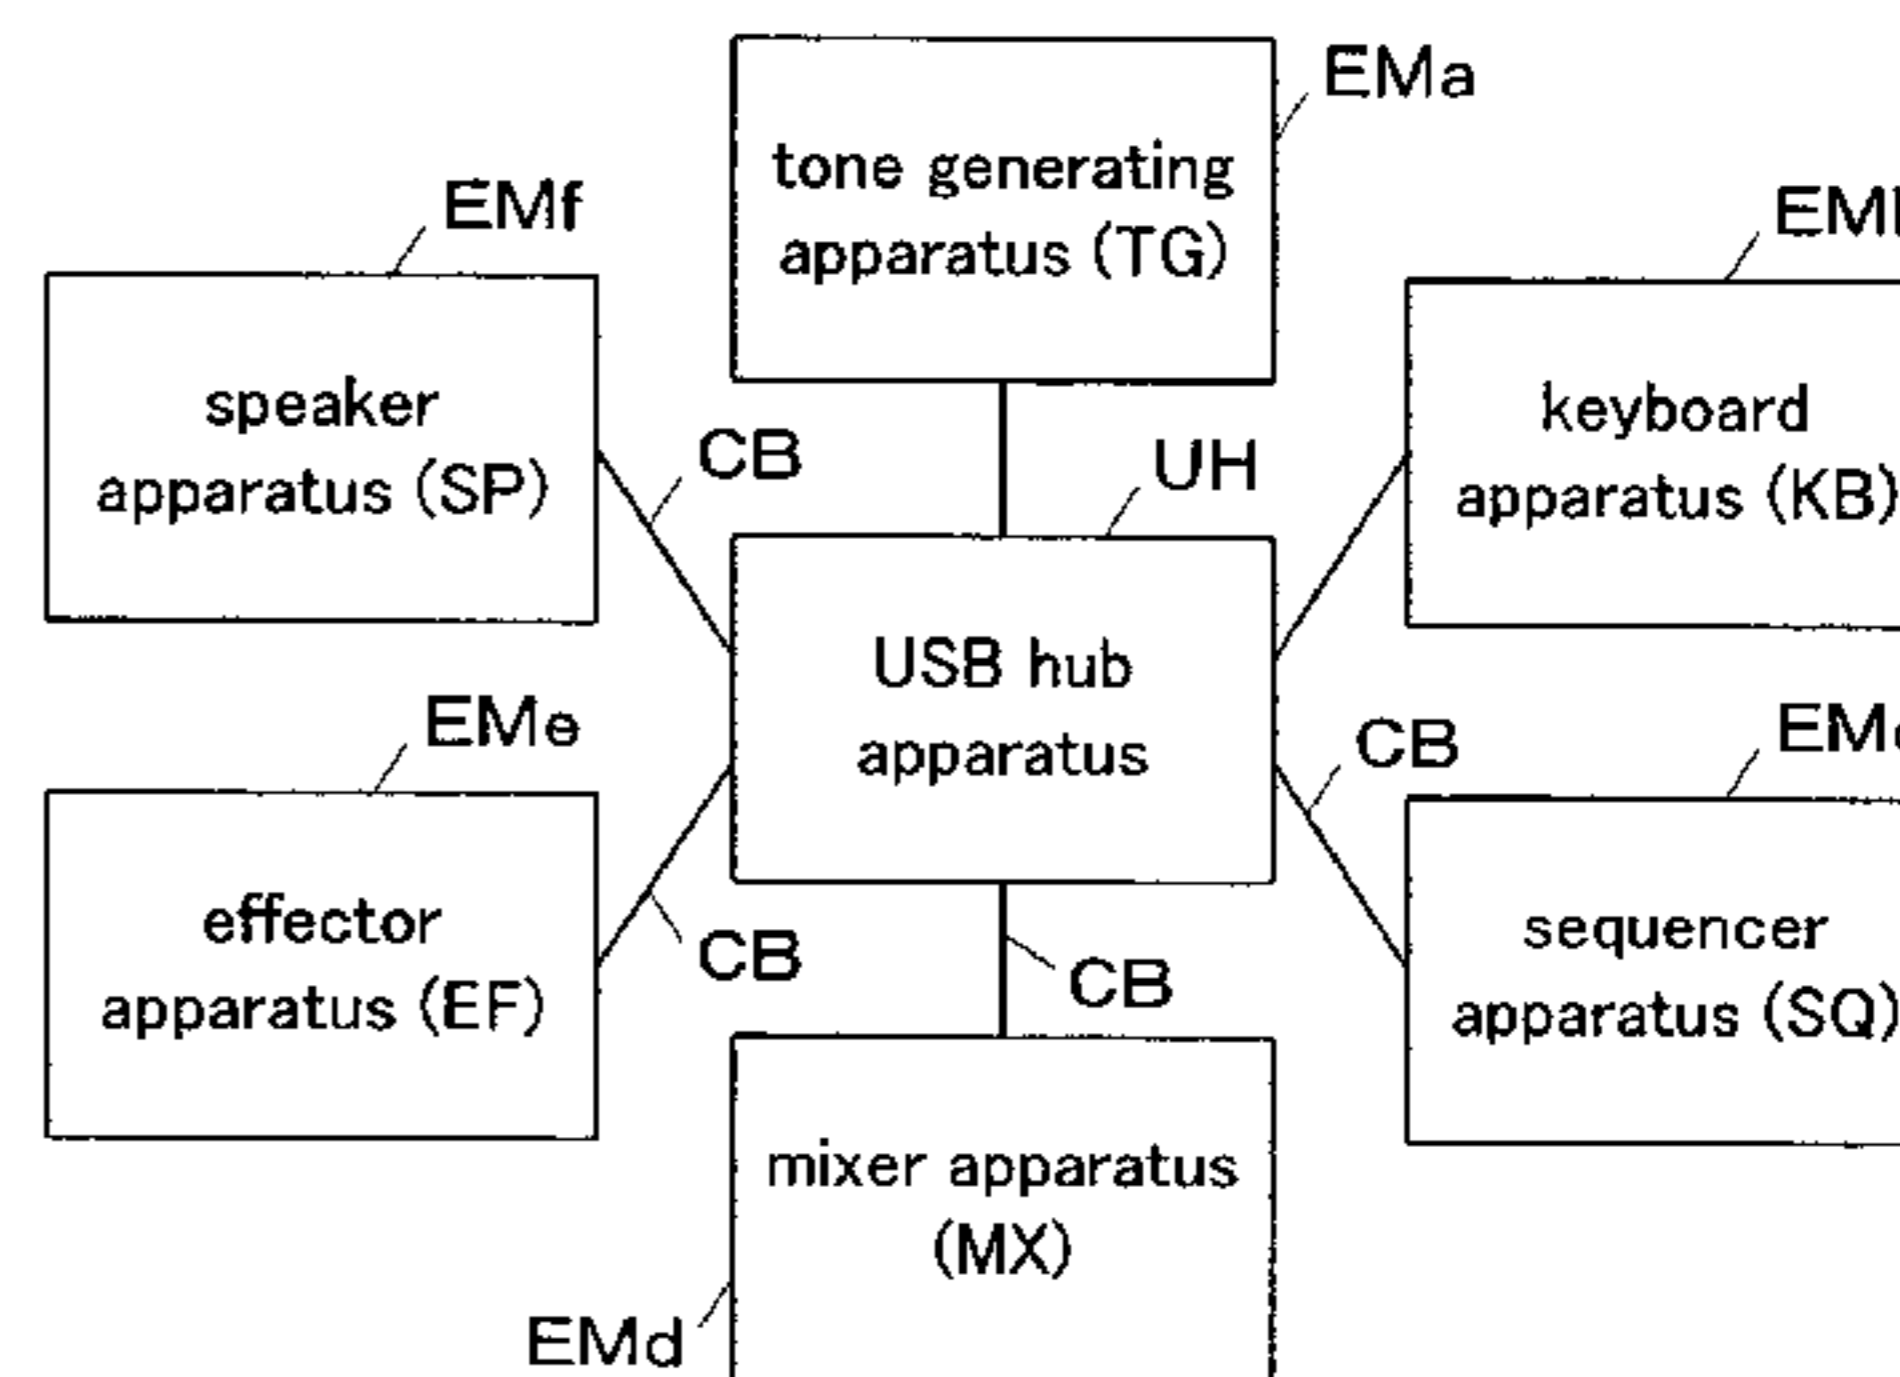 EMa
tone generating
apparatus (TG)
EMf
speaker
apparatus (SP)
CB
UH
keyboard
apparatus (KB)
USB hub
apparatus
EMe
effector
apparatus (EF)
CB
CB
CB
sequencer
apparatus (SQ)
mixer apparatus
(MX)
EMd